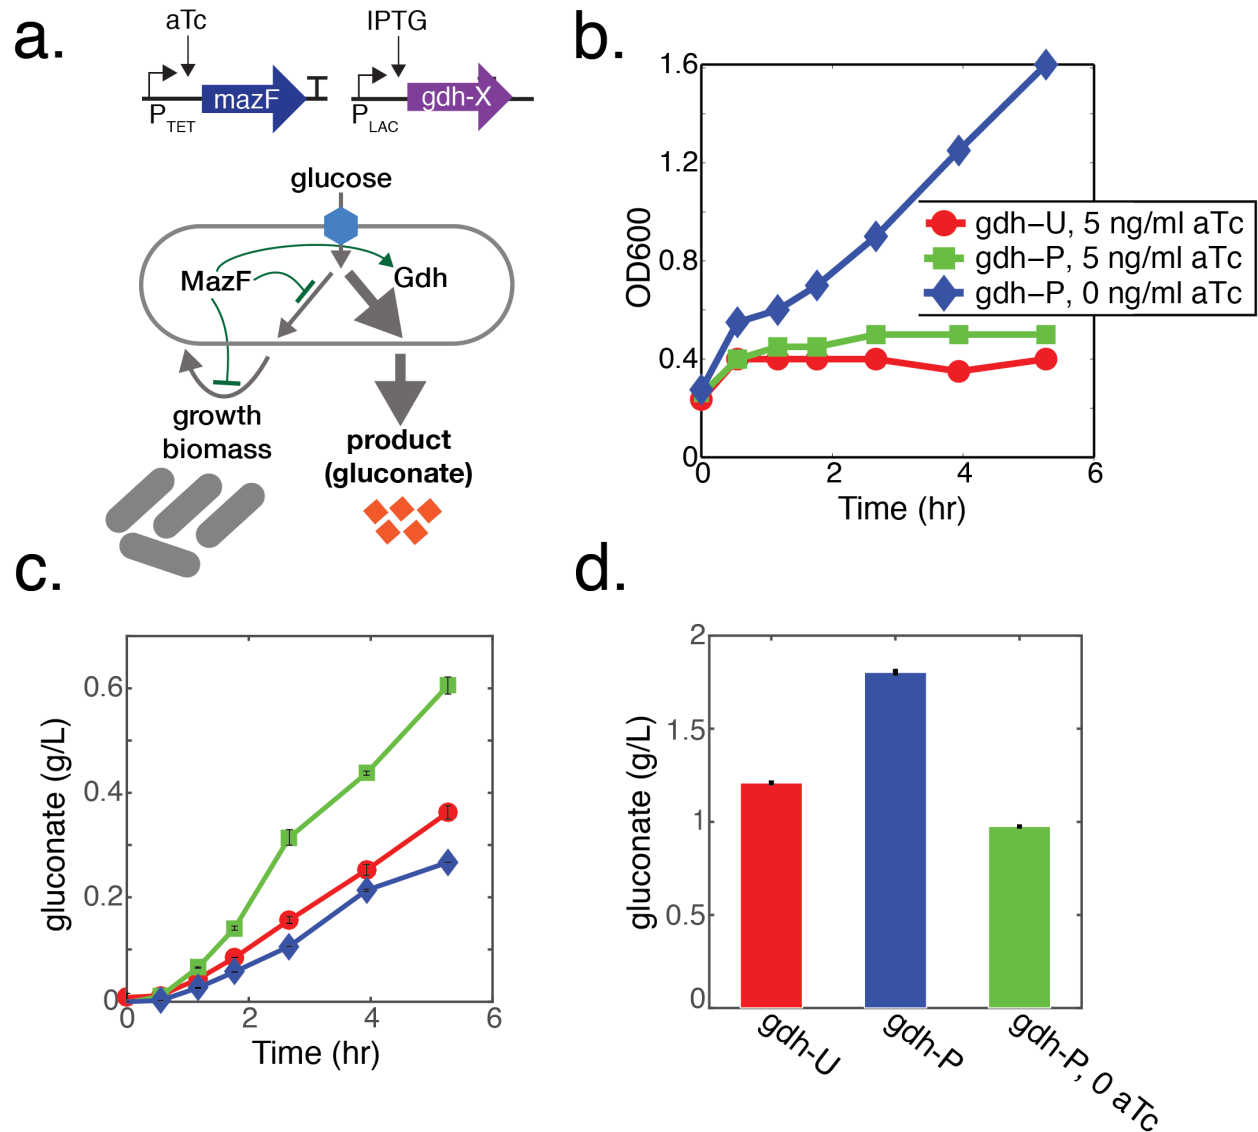 a.
aTc
IPTG
mazF
gdh-X
PTET
PLAC
glucose
MazF
Gdh
growth
biomass
product
(gluconate)
b.
1.6
1.2
0.8
0.4
0
0
2
4
6
OD600
Time (hr)
gdh−U, 5 ng/ml aTc
gdh−P, 5 ng/ml aTc
gdh−P, 0 ng/ml aTc
c.
0.6
0.4
0.2
0
0
2
4
6
gluconate (g/L)
Time (hr)
d.
2
1.5
1
0.5
0
gluconate (g/L)
gdh-U
gdh-P
gdh-P, 0 aTc